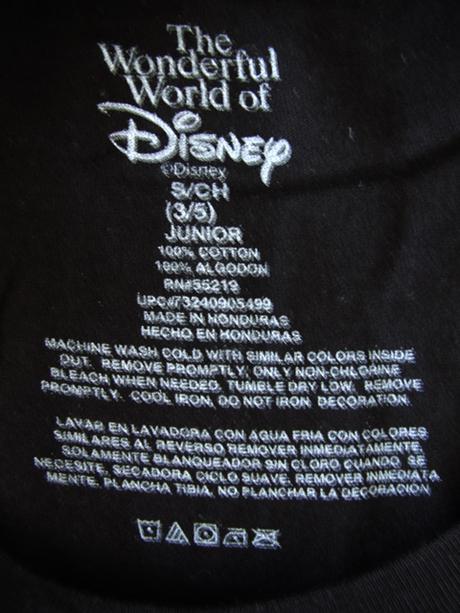 The
Wonderful
World of
Disney
©Disney
S/CH
(3/5)
JUNIOR
100% COTTON
100% ALGODON
RN#55219
UPC#73240905499
MADE IN HONDURAS
HECHO EN HONDURAS
MACHINE WASH COLD WITH SIMILAR COLORS INSIDE
OUT. REMOVE PROMPTLY. ONLY NON-CHLORINE
BLEACH WHEN NEEDED. TUMBLE DRY LOW. REMOVE
PROMPTLY. COOL IRON, DO NOT IRON DECORATION.
LAVAR EN LAVADORA CON AGUA FRIA CON COLORES
SIMILARES AL REVERSO REMOVER INMEDIATAMENTE.
SOLAMENTE BLANQUEADOR SIN CLORO CUANDO SE
NECESITE, SECADORA CICLO SUAVE. REMOVER INMEDIATA
MENTE, PLANCHA TIBIA, NO PLANCHAR LA DECORACION